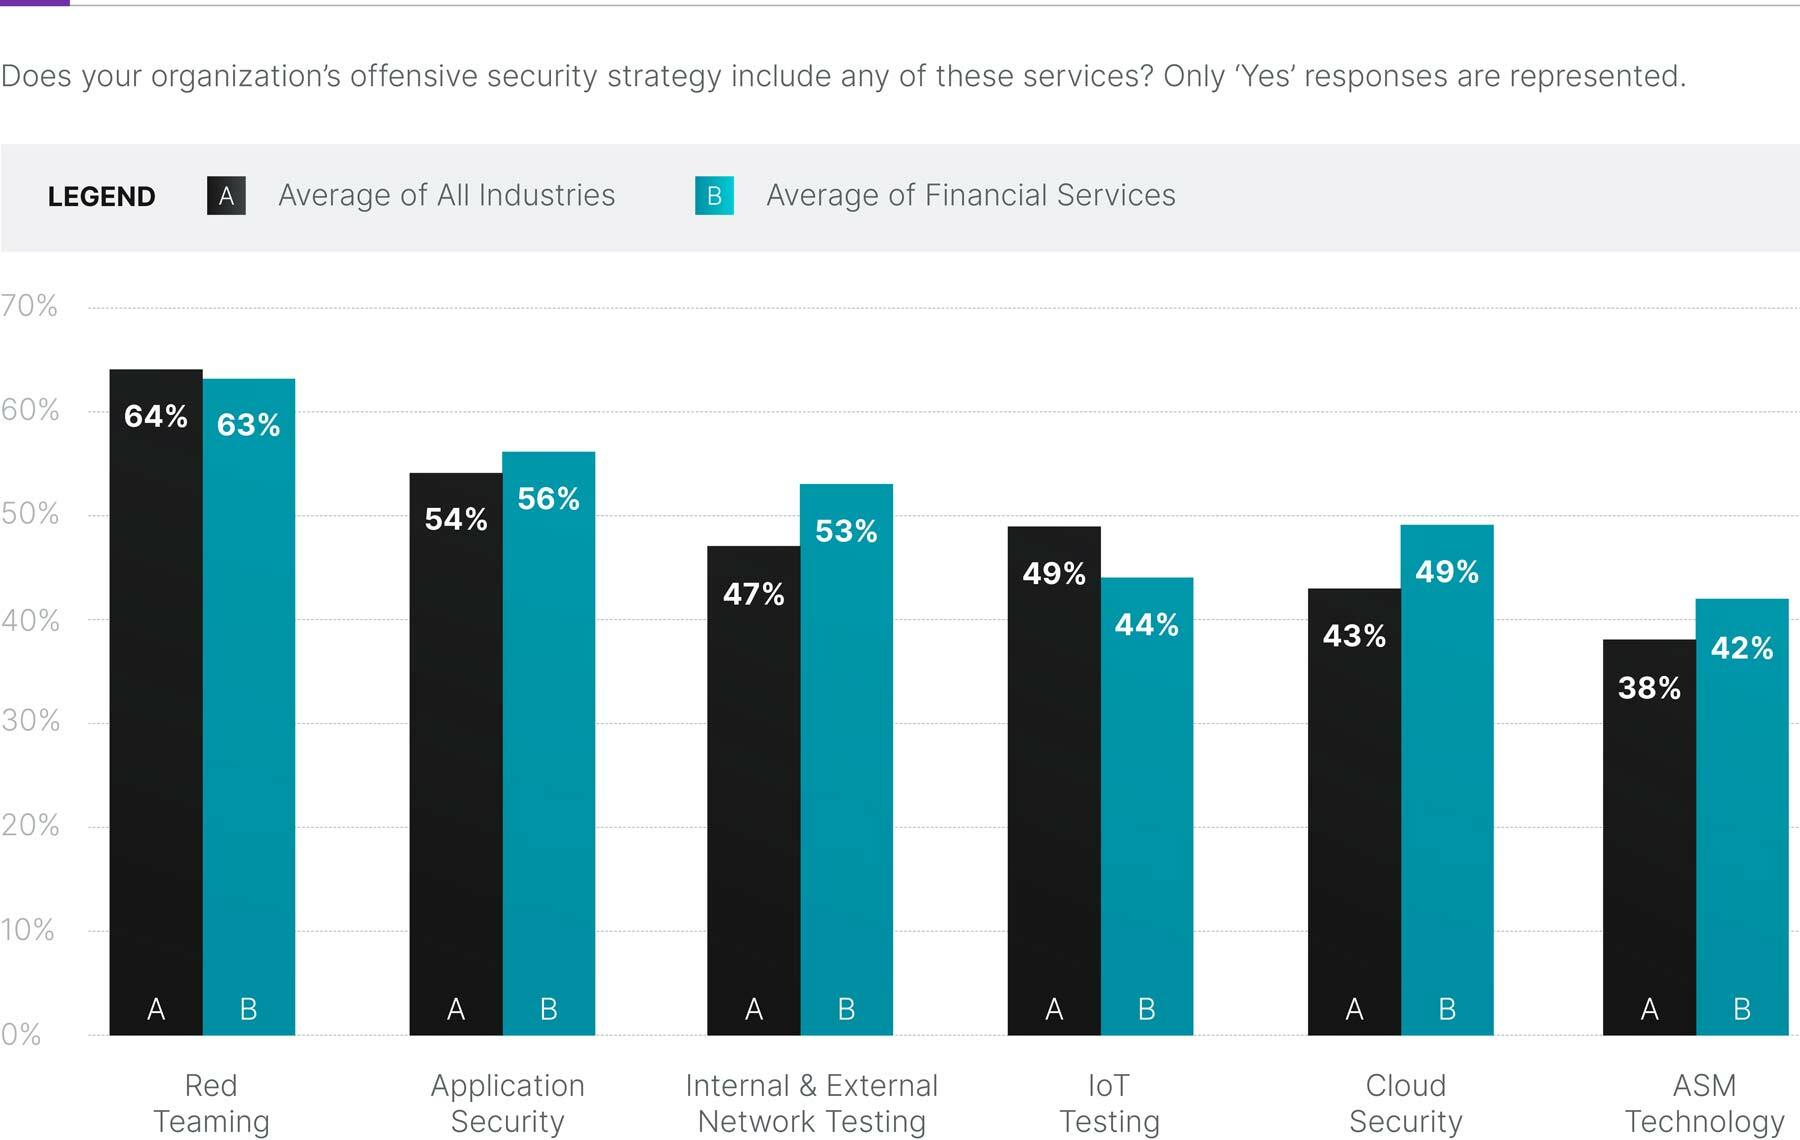 Does your organization’s offensive security strategy include any of these services? Only ‘Yes’ responses are represented.
LEGEND A Average of All Industries B Average of Financial Services
70%
60%
50%
40%
30%
20%
10%
0%
64% 63%
54% 56%
47% 53%
49% 44%
43% 49%
38% 42%
A B A B A B A B A B A B
Red
Teaming
Application
Security
Internal & External
Network Testing
IoT
Testing
Cloud
Security
ASM
Technology